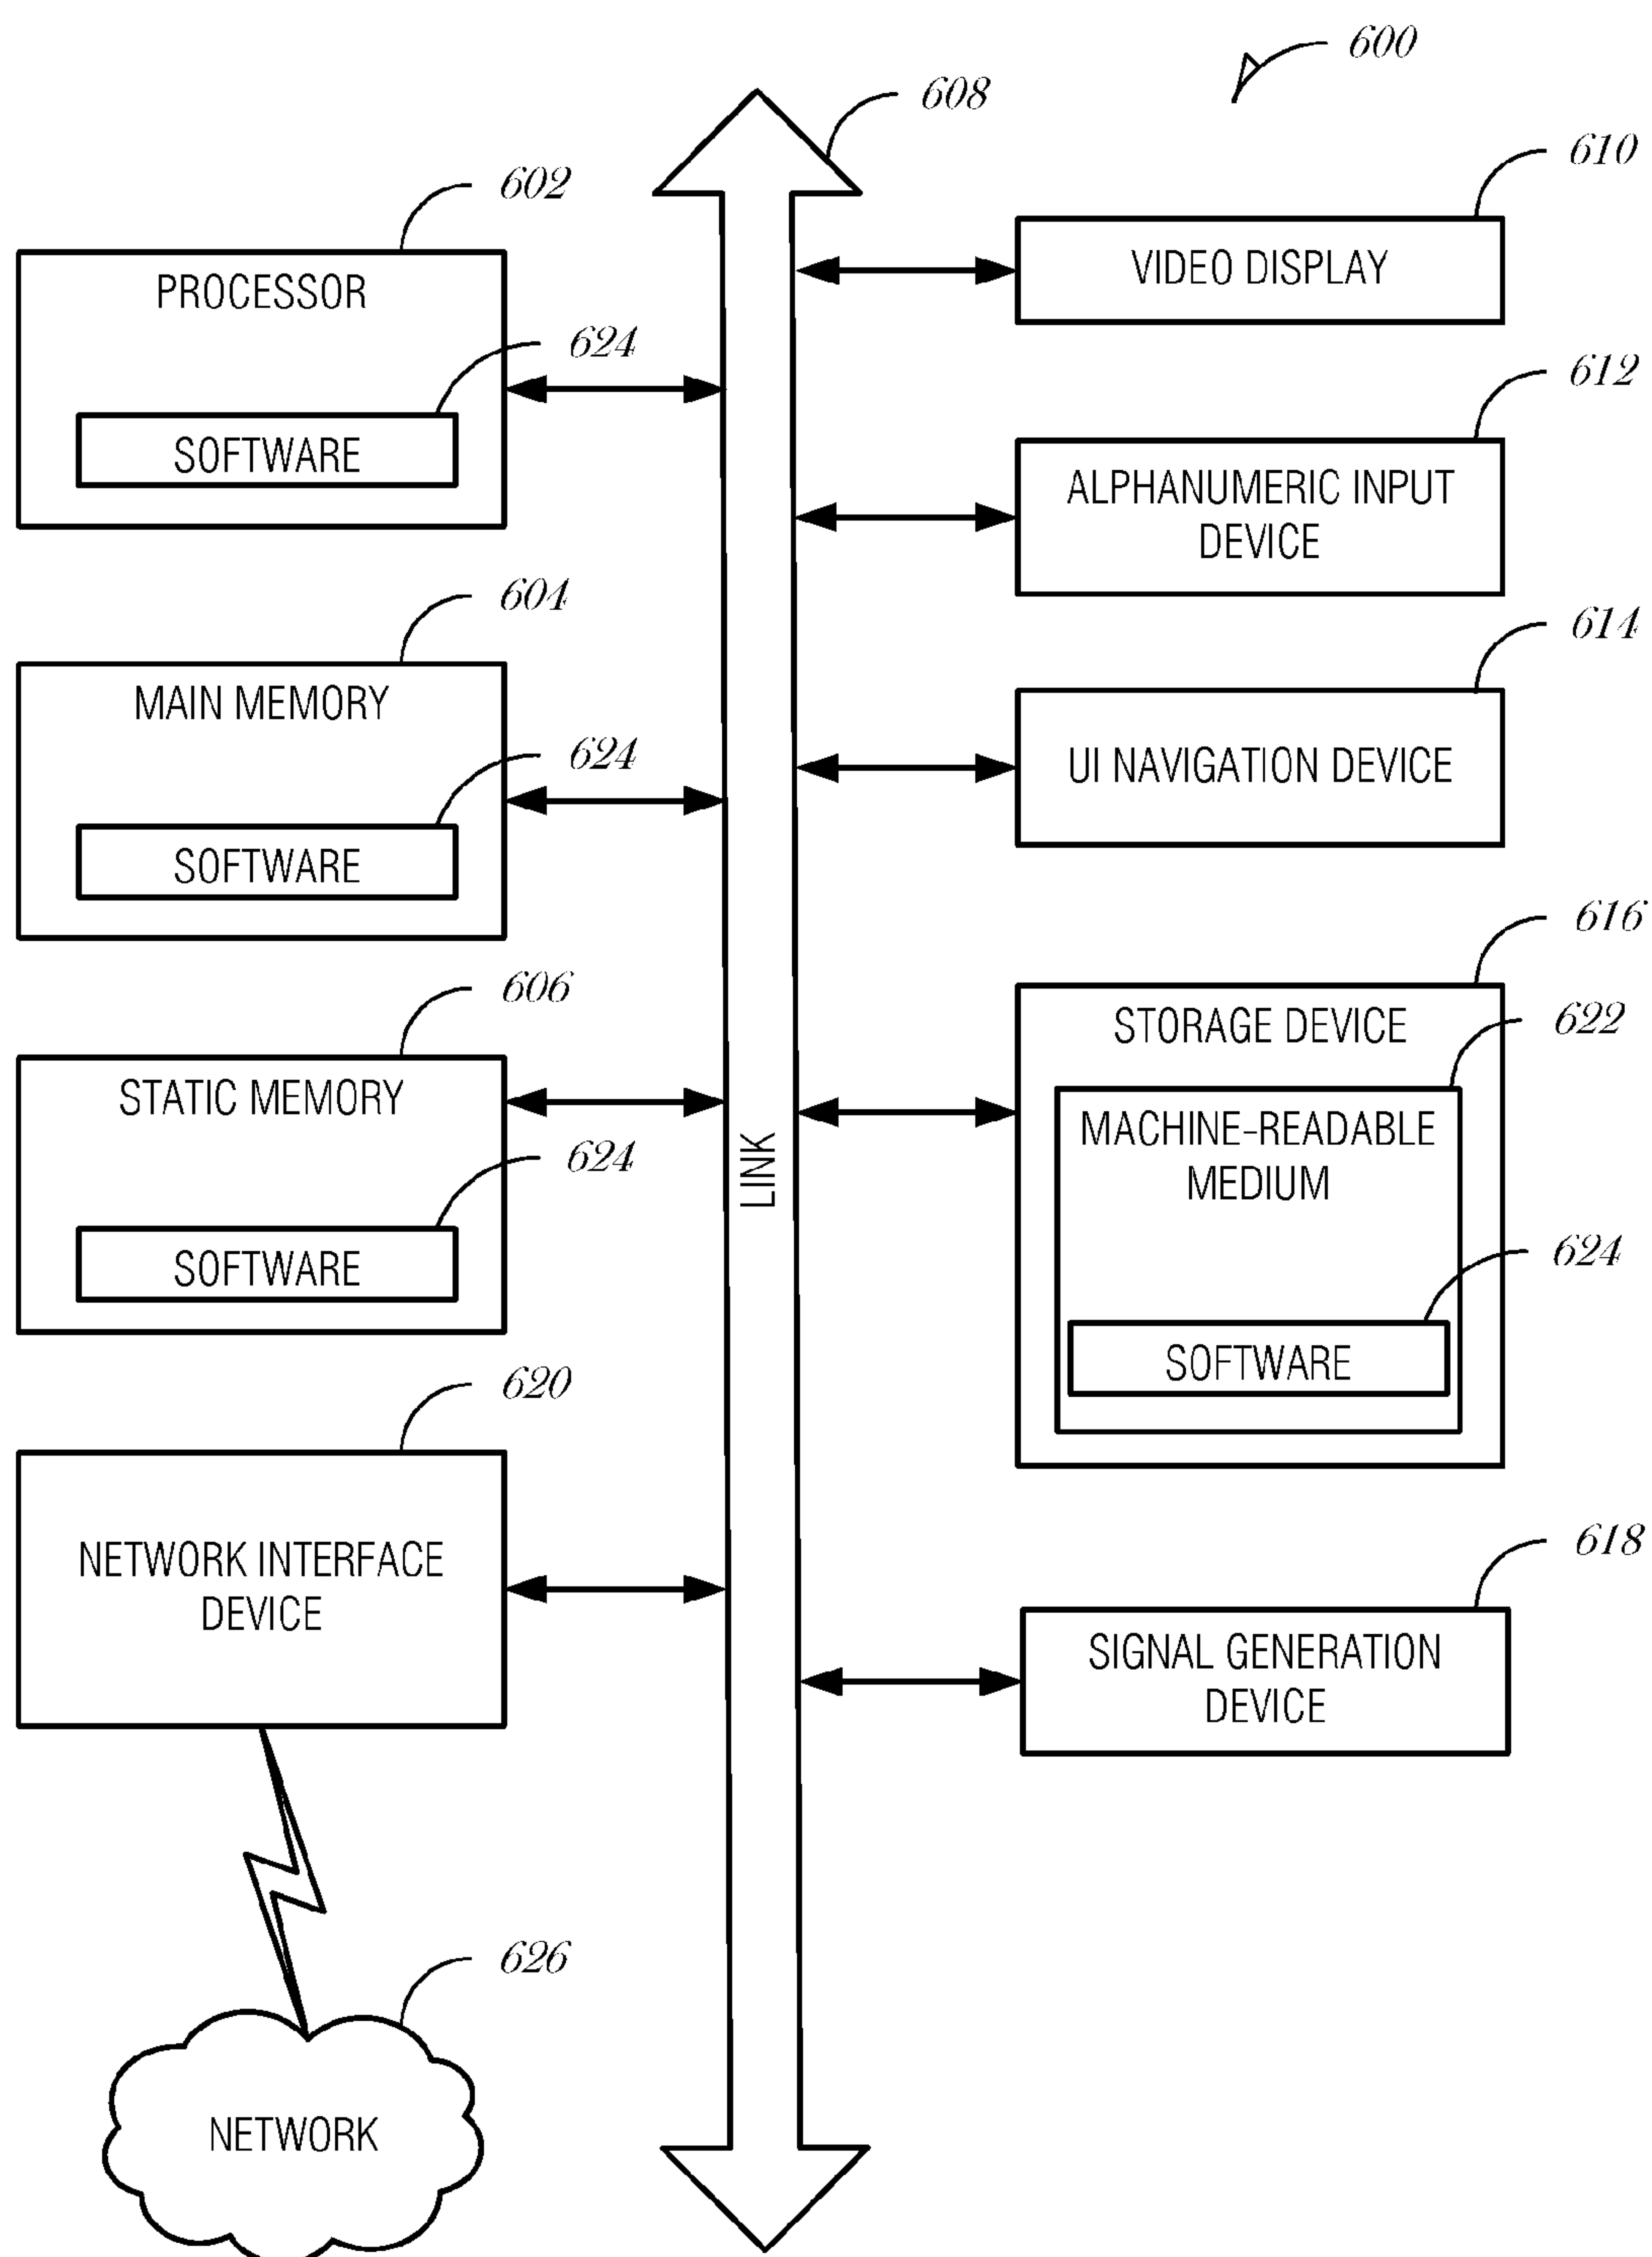 600
608
602
PROCESSOR
624
SOFTWARE
604
MAIN MEMORY
624
SOFTWARE
606
STATIC MEMORY
624
SOFTWARE
620
NETWORK INTERFACE
DEVICE
626
NETWORK
LINK
610
VIDEO DISPLAY
612
ALPHANUMERIC INPUT
DEVICE
614
UI NAVIGATION DEVICE
616
STORAGE DEVICE
622
MACHINE-READABLE
MEDIUM
624
SOFTWARE
618
SIGNAL GENERATION
DEVICE